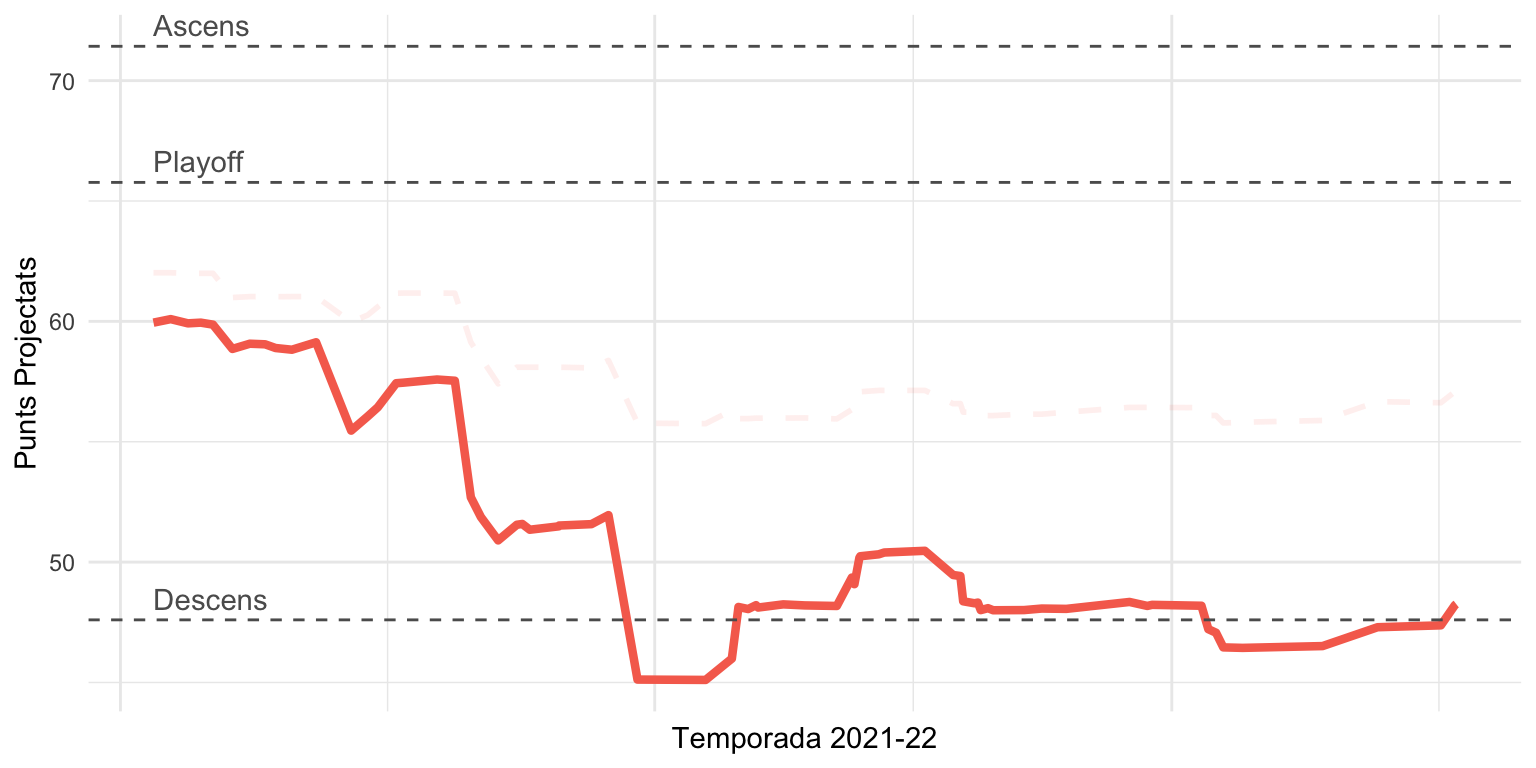 Ascens
70
Playoff
60
50
Descens
Punts Projectats
Temporada 2021-22